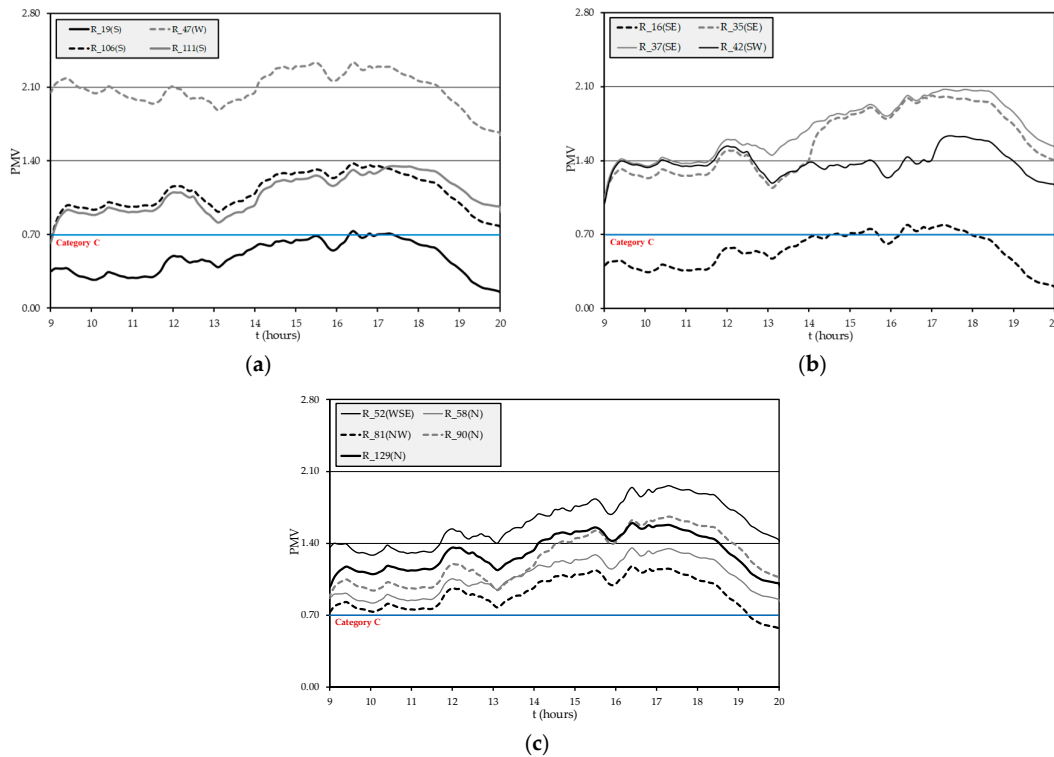 2.80
R_19(S) R_47(W)
R_106(S) R_111(S)
2.10
PMV
1.40
0.70
Category C
0.00
9 10 11 12 13 14 15 16 17 18 19 20
t (hours)
(a)
2.80
R_16(SE) R_35(SE)
R_37(SE) R_42(SW)
2.10
PMV
1.40
0.70
Category C
0.00
9 10 11 12 13 14 15 16 17 18 19 20
t (hours)
(b)
2.80
R_52(WSE) R_58(N)
R_81(NW) R_90(N)
R_129(N)
2.10
PMV
1.40
0.70
Category C
0.00
9 10 11 12 13 14 15 16 17 18 19 20
t (hours)
(c)